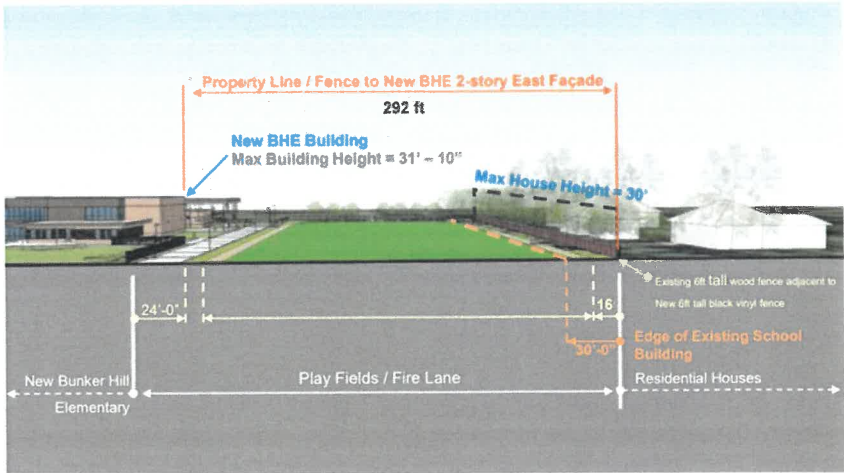 Property Line / Fence to New BHE 2-story East Façade
292 ft
New BHE Building
Max Building Height = 31' – 10"
Max House Height = 30'
Existing 6ft tall wood fence adjacent to
New 6ft tall black vinyl fence
24'-0"
16
30'-0"
Edge of Existing School
Building
New Bunker Hill
Elementary
Play Fields / Fire Lane
Residential Houses